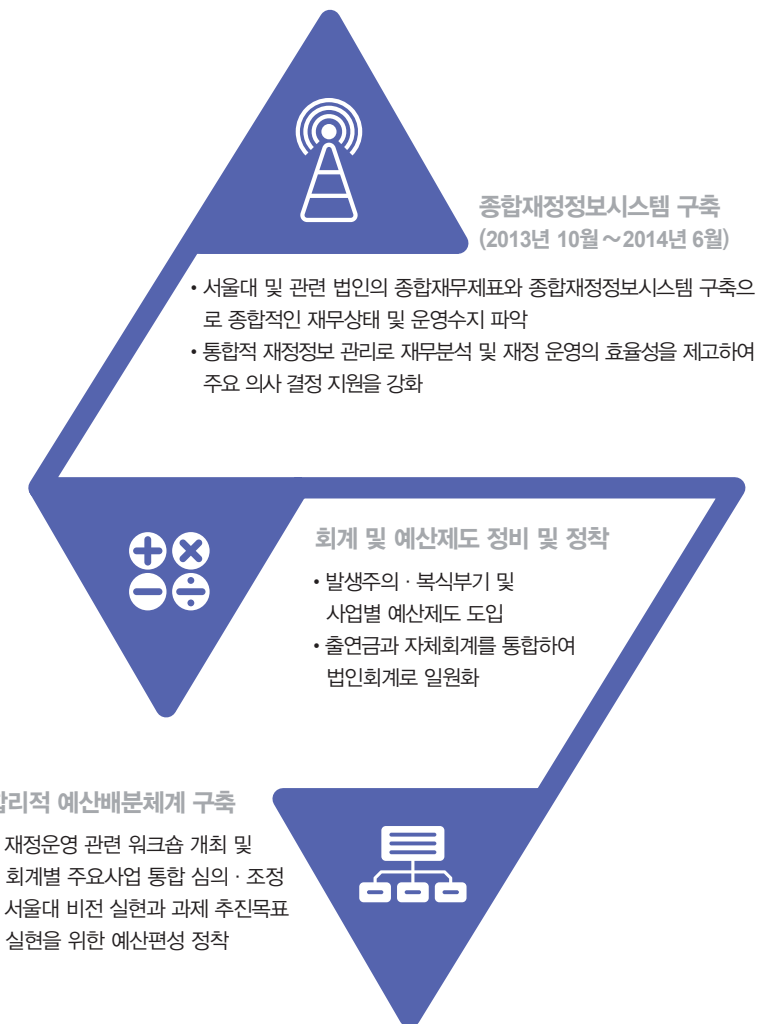 종합재정정보시스템 구축
(2013년 10월～2014년 6월)
• 서울대 및 관련 법인의 종합재무제표와 종합재정정보시스템 구축으
로 종합적인 재무상태 및 운영수지 파악
• 통합적 재정정보 관리로 재무분석 및 재정 운영의 효율성을 제고하여
주요 의사 결정 지원을 강화
회계 및 예산제도 정비 및 정착
• 발생주의 · 복식부기 및
사업별 예산제도 도입
• 출연금과 자체회계를 통합하여
법인회계로 일원화
합리적 예산배분체계 구축
재정운영 관련 워크숍 개최 및
회계별 주요사업 통합 심의 · 조정
서울대 비전 실현과 과제 추진목표
실현을 위한 예산편성 정착